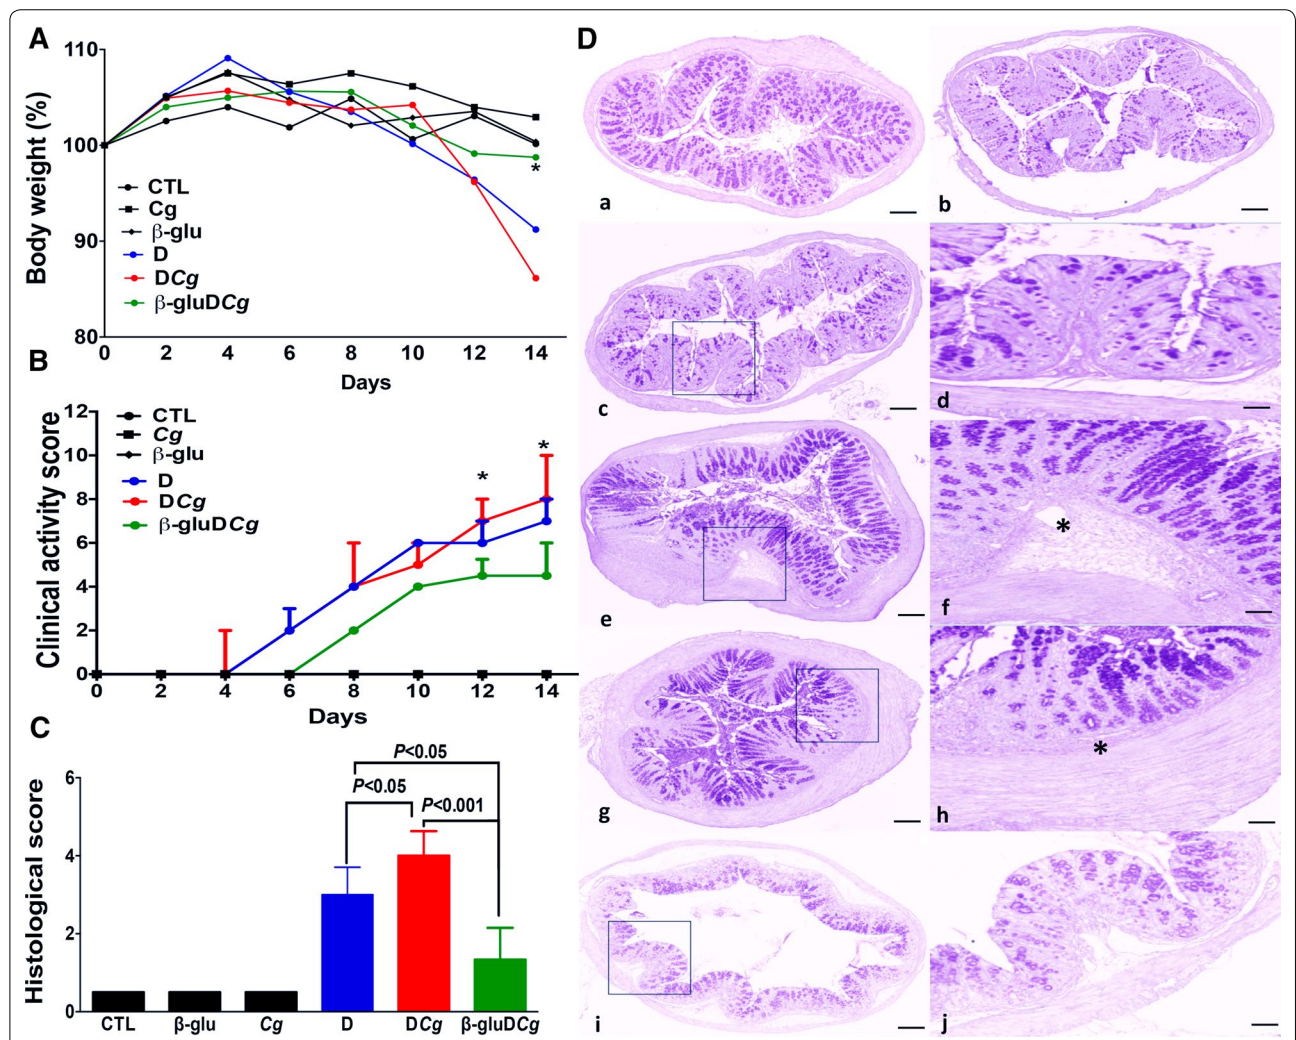 A
Body weight (%)
110
100
90
80
CTL
Cg
β-glu
D
DCg
β-gluDCg
*
0 2 4 6 8 10 12 14
Days
B
Clinical activity score
12
10
8
6
4
2
0
CTL
Cg
β-glu
D
DCg
β-gluDCg
* *
0 2 4 6 8 10 12 14
Days
C
Histological score
6
4
2
0
P<0.05
P<0.05
P<0.001
CTL β-glu Cg D DCg β-gluDCg
D
a b
c d
e f
*
g h
*
i j